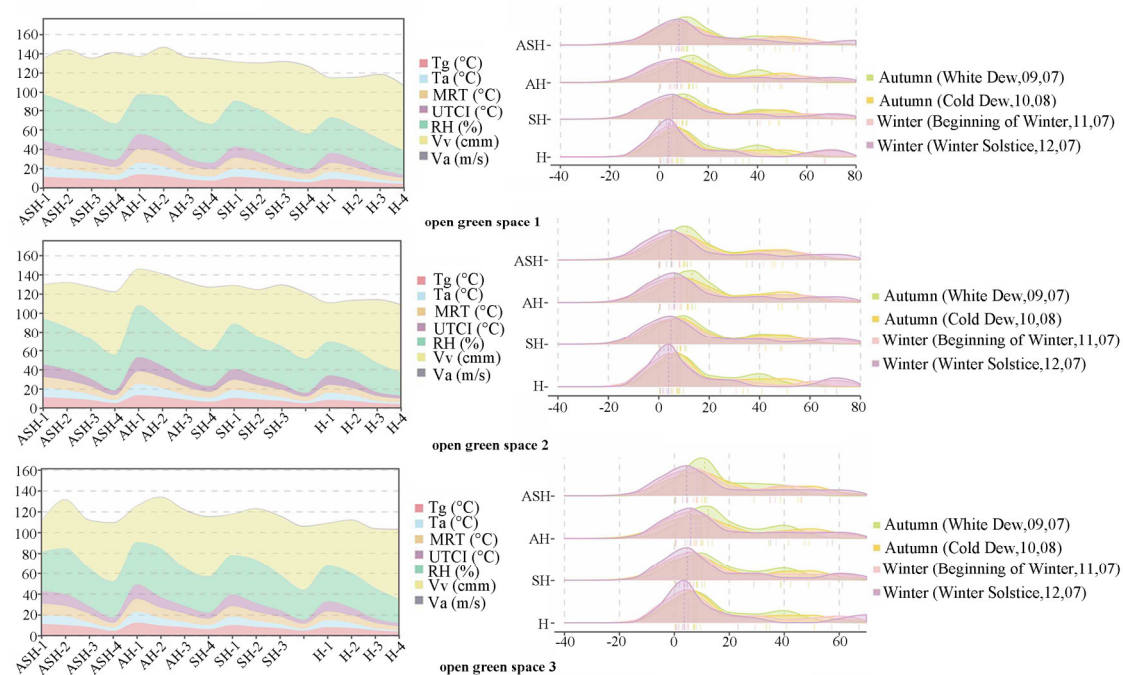 160
140
120
100
80
60
40
20
0
ASH-1
ASH-2
ASH-3
ASH-4
AH-1
AH-2
AH-3
SH-4
SH-1
SH-2
SH-3
SH-4
H-1
H-2
H-3
H-4
Tg (°C)
Ta (°C)
MRT (°C)
UTCI (°C)
RH (%)
Vv (cmm)
Va (m/s)
ASH-
AH-
SH-
H-
-40
-20
0
20
40
60
80
Autumn (White Dew,09,07)
Autumn (Cold Dew,10,08)
Winter (Beginning of Winter,11,07)
Winter (Winter Solstice,12,07)
open green space 1
160
140
120
100
80
60
40
20
0
ASH-1
ASH-2
ASH-3
ASH-4
AH-1
AH-2
AH-3
SH-4
SH-1
SH-2
SH-3
H-1
H-2
H-3
H-4
Tg (°C)
Ta (°C)
MRT (°C)
UTCI (°C)
RH (%)
Vv (cmm)
Va (m/s)
ASH-
AH-
SH-
H-
-40
-20
0
20
40
60
80
Autumn (White Dew,09,07)
Autumn (Cold Dew,10,08)
Winter (Beginning of Winter,11,07)
Winter (Winter Solstice,12,07)
open green space 2
160
140
120
100
80
60
40
20
0
ASH-1
ASH-2
ASH-3
ASH-4
AH-1
AH-2
AH-3
SH-4
SH-1
SH-2
SH-3
H-1
H-2
H-3
H-4
Tg (°C)
Ta (°C)
MRT (°C)
UTCI (°C)
RH (%)
Vv (cmm)
Va (m/s)
ASH-
AH-
SH-
H-
-40
-20
0
20
40
60
Autumn (White Dew,09,07)
Autumn (Cold Dew,10,08)
Winter (Beginning of Winter,11,07)
Winter (Winter Solstice,12,07)
open green space 3